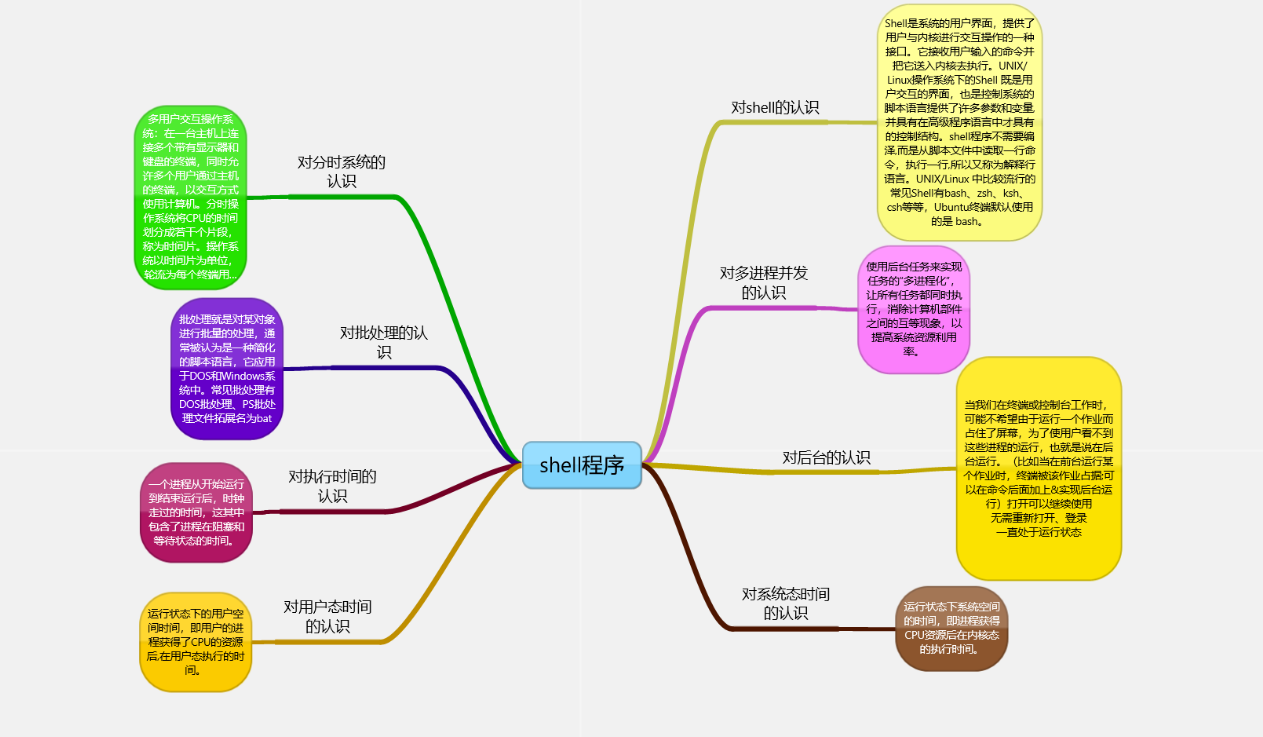 shell程序
对shell的认识
Shell是系统的用户界面，提供了
用户与内核进行交互操作的一种
接口。它接收用户输入的命令并
把它送入内核去执行。UNIX/
Linux操作系统下的Shell 既是用
户交互的界面，也是控制系统的
脚本语言提供了许多参数和变量,
并具有在高级程序语言中才具有
的控制结构。shell程序不需要编
译,而是从脚本文件中读取一行命
令，执行一行.所以又称为解释行
语言。UNIX/Linux 中比较流行的
常见Shell有bash、zsh、ksh、
csh等等，Ubuntu终端默认使用
的是 bash。
对多进程并发
的认识
使用后台任务来实现
任务的“多进程化”，
让所有任务都同时执
行，消除计算机部件
之间的互等现象，以
提高系统资源利用
率。
对后台的认识
当我们在终端或控制台工作时，
可能不希望由于运行一个作业而
占住了屏幕，为了使用户看不到
这些进程的运行，也就是说在后
台运行。（比如当在前台运行某
个作业时，终端被该作业占据;可
以在命令后面加上&实现后台运
行）打开可以继续使用
无需重新打开、登录
一直处于运行状态
对系统态时间
的认识
运行状态下系统空间
的时间，即进程获得
CPU资源后在内核态
的执行时间。
对分时系统的
认识
多用户交互操作系
统：在一台主机上连
接多个带有显示器和
键盘的终端，同时允
许多个用户通过主机
的终端，以交互方式
使用计算机。分时操
作系统将CPU的时间
划分成若干个片段，
称为时间片。操作系
统以时间片为单位，
轮流为每个终端用...
对批处理的认
识
批处理就是对某对象
进行批量的处理，通
常被认为是一种简化
的脚本语言，它应用
于DOS和Windows系
统中。常见批处理有
DOS批处理、PS批处
理文件拓展名为bat
对执行时间的
认识
一个进程从开始运行
到结束运行后，时钟
走过的时间，这其中
包含了进程在阻塞和
等待状态的时间。
对用户态时间
的认识
运行状态下的用户空
间时间，即用户的进
程获得了CPU的资源
后,在用户态执行的时
间。